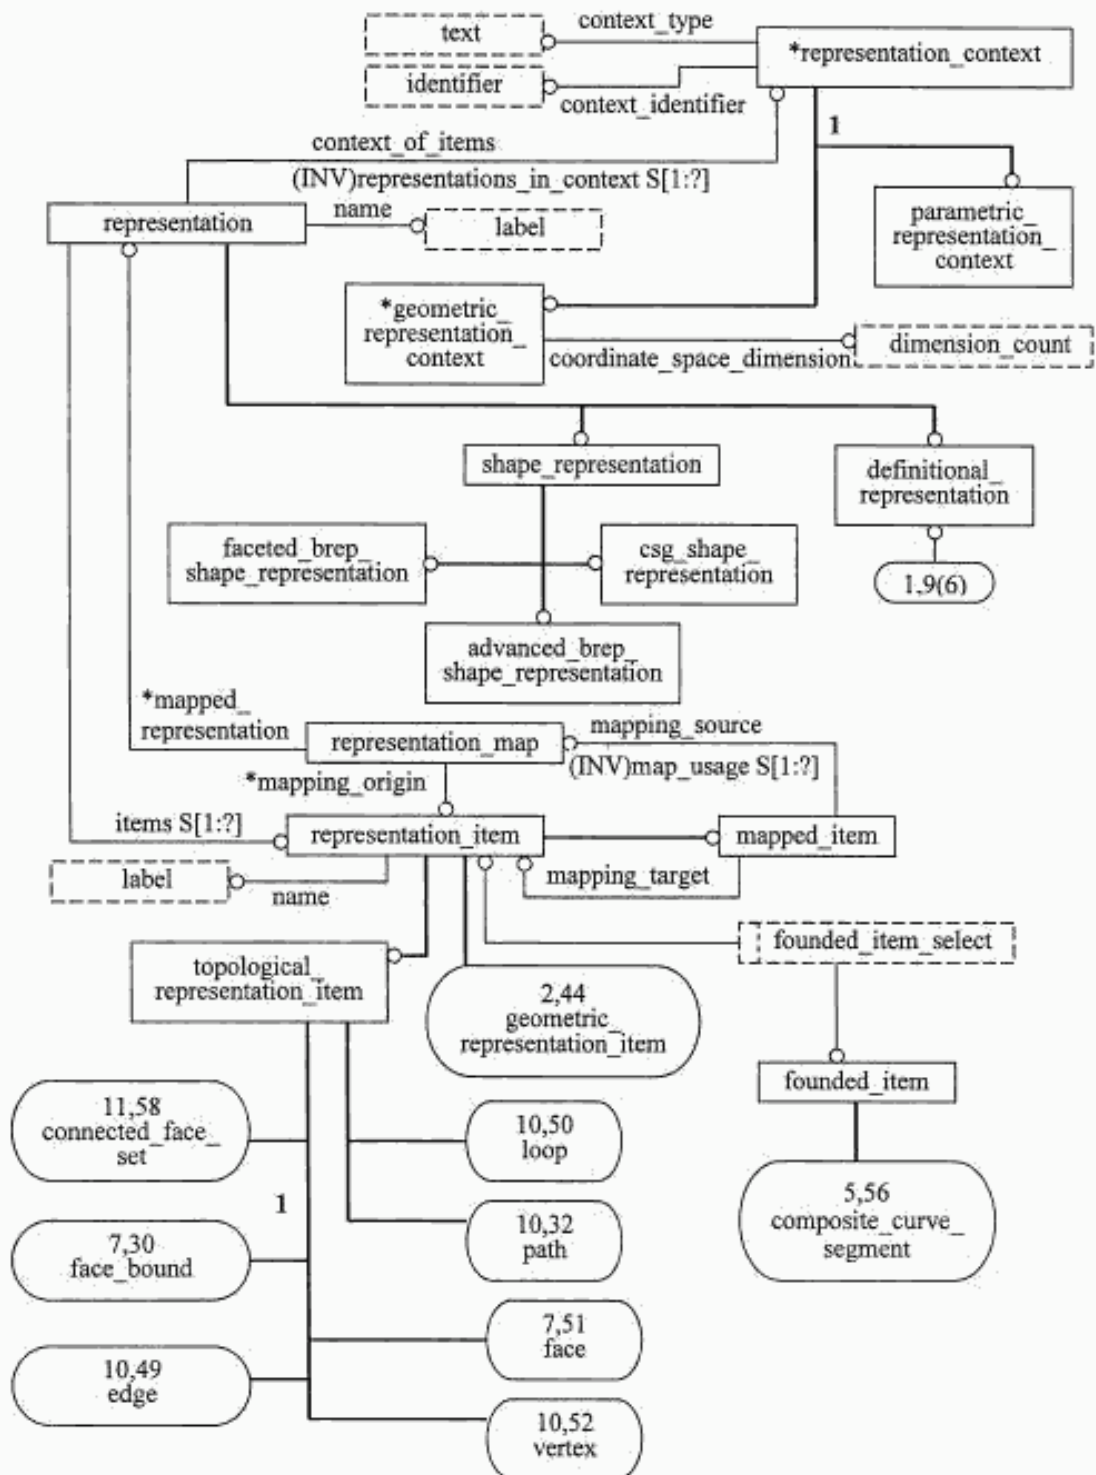 text
context_type
*representation_context
identifier
context_identifier
1
context_of_items
(INV)representations_in_context S[1:?]
representation
name
label
parametric_
representation_
context
*geometric_
representation_
context
coordinate_space_dimension
dimension_count
shape_representation
definitional_
representation
faceted_brep_
shape_representation
csg_shape_
representation
1,9(6)
advanced_brep_
shape_representation
*mapped_
representation
representation_map
mapping_source
(INV)map_usage S[1:?]
*mapping_origin
items S[1:?]
representation_item
mapped_item
label
name
mapping_target
founded_item_select
topological_
representation_item
2,44
geometric_
representation_item
founded_item
11,58
connected_face_
set
10,50
loop
5,56
composite_curve_
segment
1
7,30
face_bound
10,32
path
7,51
face
10,49
edge
10,52
vertex